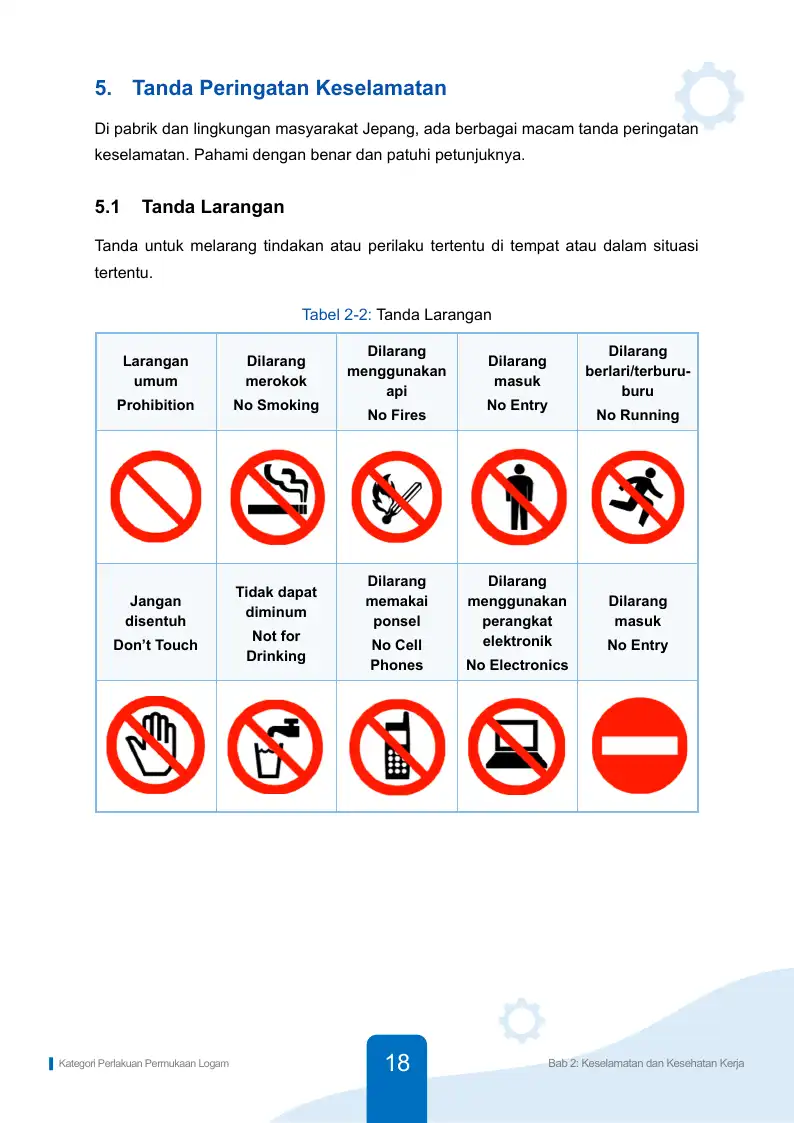 5. Tanda Peringatan Keselamatan
Di pabrik dan lingkungan masyarakat Jepang, ada berbagai macam tanda peringatan
keselamatan. Pahami dengan benar dan patuhi petunjuknya.
5.1 Tanda Larangan
Tanda untuk melarang tindakan atau perilaku tertentu di tempat atau dalam situasi
tertentu.
Tabel 2-2: Tanda Larangan
Larangan
umum
Prohibition
Dilarang
merokok
No Smoking
Dilarang
menggunakan
api
No Fires
Dilarang
masuk
No Entry
Dilarang
berlari/terburu-
buru
No Running
Jangan
disentuh
Don’t Touch
Tidak dapat
diminum
Not for
Drinking
Dilarang
memakai
ponsel
No Cell
Phones
Dilarang
menggunakan
perangkat
elektronik
No Electronics
Dilarang
masuk
No Entry
Kategori Perlakuan Permukaan Logam
18
Bab 2: Keselamatan dan Kesehatan Kerja